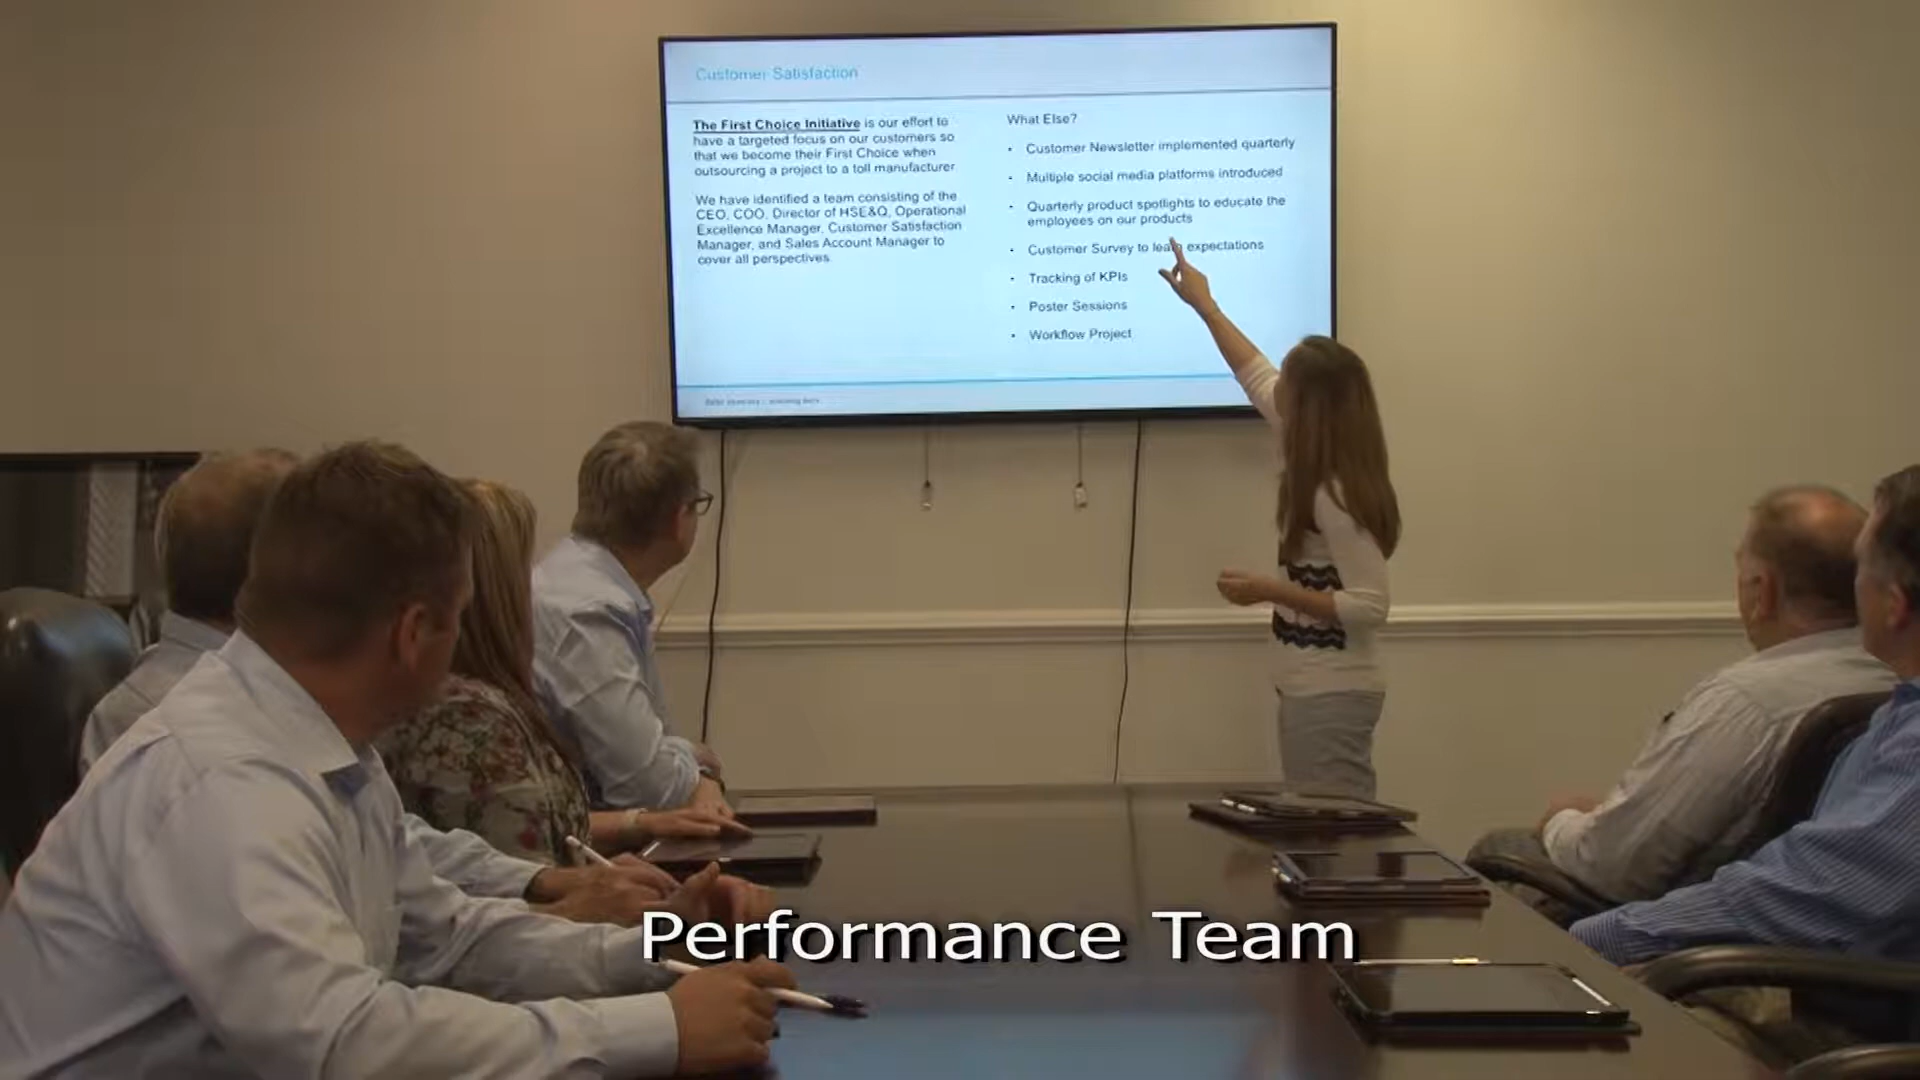 Customer Satisfaction
The First Choice Initiative is our effort to
have a targeted focus on our customers so
that we become their First Choice when
outsourcing a project to a toll manufacturer
We have identified a team consisting of the
CEO, COO, Director of HSE&Q, Operational
Excellence Manager, Customer Satisfaction
Manager, and Sales Account Manager to
cover all perspectives.
What Else?
• Customer Newsletter implemented quarterly
• Multiple social media platforms introduced
• Quarterly product spotlights to educate the
employees on our products
• Customer Survey to learn expectations
• Tracking of KPIs
• Poster Sessions
• Workflow Project
Performance Team